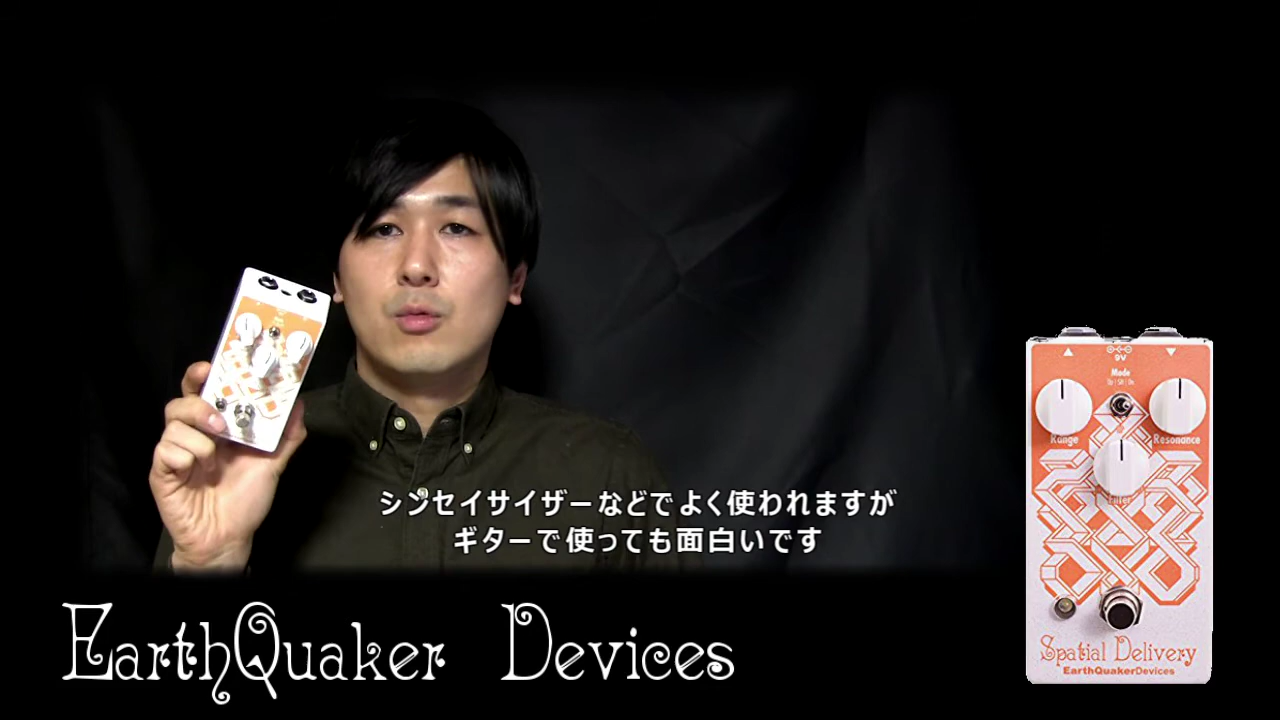 シンセイサイザーなどでよく使われますが
ギターで使っても面白いです
EarthQuaker Devices
9V
Mode
Range
Resonance
Filter
Spatial Delivery
EarthQuakerDevices